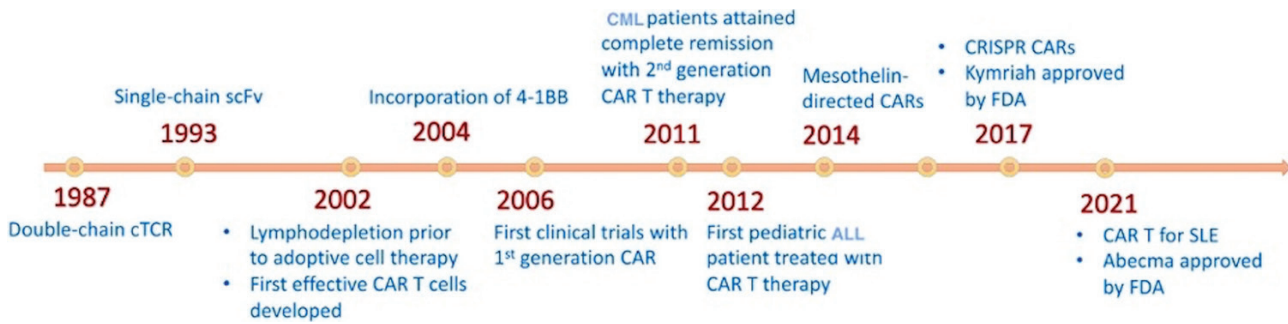 1987
Double-chain cTCR
Single-chain scFv
1993
2002
• Lymphodepletion prior
to adoptive cell therapy
• First effective CAR T cells
developed
Incorporation of 4-1BB
2004
2006
First clinical trials with
1st generation CAR
CML patients attained
complete remission
with 2nd generation
CAR T therapy
2011
2012
First pediatric ALL
patient treated with
CAR T therapy
Mesothelin-
directed CARs
2014
• CRISPR CARs
• Kymriah approved
by FDA
2017
2021
• CAR T for SLE
• Abecma approved
by FDA